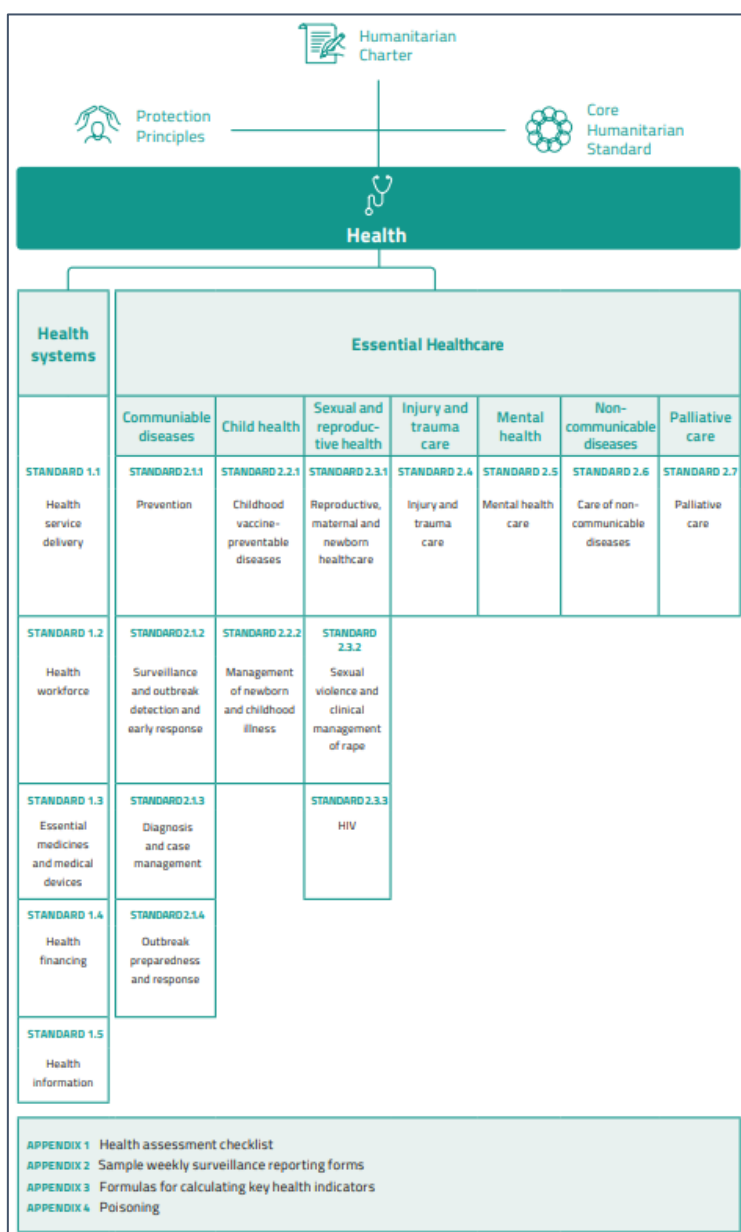 Humanitarian
Charter
Protection
Principles
Core
Humanitarian
Standard
Health
Health
systems
Essential Healthcare
Communiable
diseases
Child health
Sexual and
reproduc-
tive health
Injury and
trauma
care
Mental
health
Non-
communicable
diseases
Palliative
care
STANDARD 1.1
Health
service
delivery
STANDARD 2.1.1
Prevention
STANDARD 2.2.1
Childhood
vaccine-
preventable
diseases
STANDARD 2.3.1
Reproductive,
maternal and
newborn
healthcare
STANDARD 2.4
Injury and
trauma
care
STANDARD 2.5
Mental health
care
STANDARD 2.6
Care of non-
communicable
diseases
STANDARD 2.7
Palliative
care
STANDARD 1.2
Health
workforce
STANDARD 2.1.2
Surveillance
and outbreak
detection and
early response
STANDARD 2.2.2
Management
of newborn
and childhood
illness
STANDARD
2.3.2
Sexual
violence and
clinical
management
of rape
STANDARD 1.3
Essential
medicines
and medical
devices
STANDARD 2.1.3
Diagnosis
and case
management
STANDARD 2.3.3
HIV
STANDARD 1.4
Health
financing
STANDARD 2.1.4
Outbreak
preparedness
and response
STANDARD 1.5
Health
information
APPENDIX 1 Health assessment checklist
APPENDIX 2 Sample weekly surveillance reporting forms
APPENDIX 3 Formulas for calculating key health indicators
APPENDIX 4 Poisoning